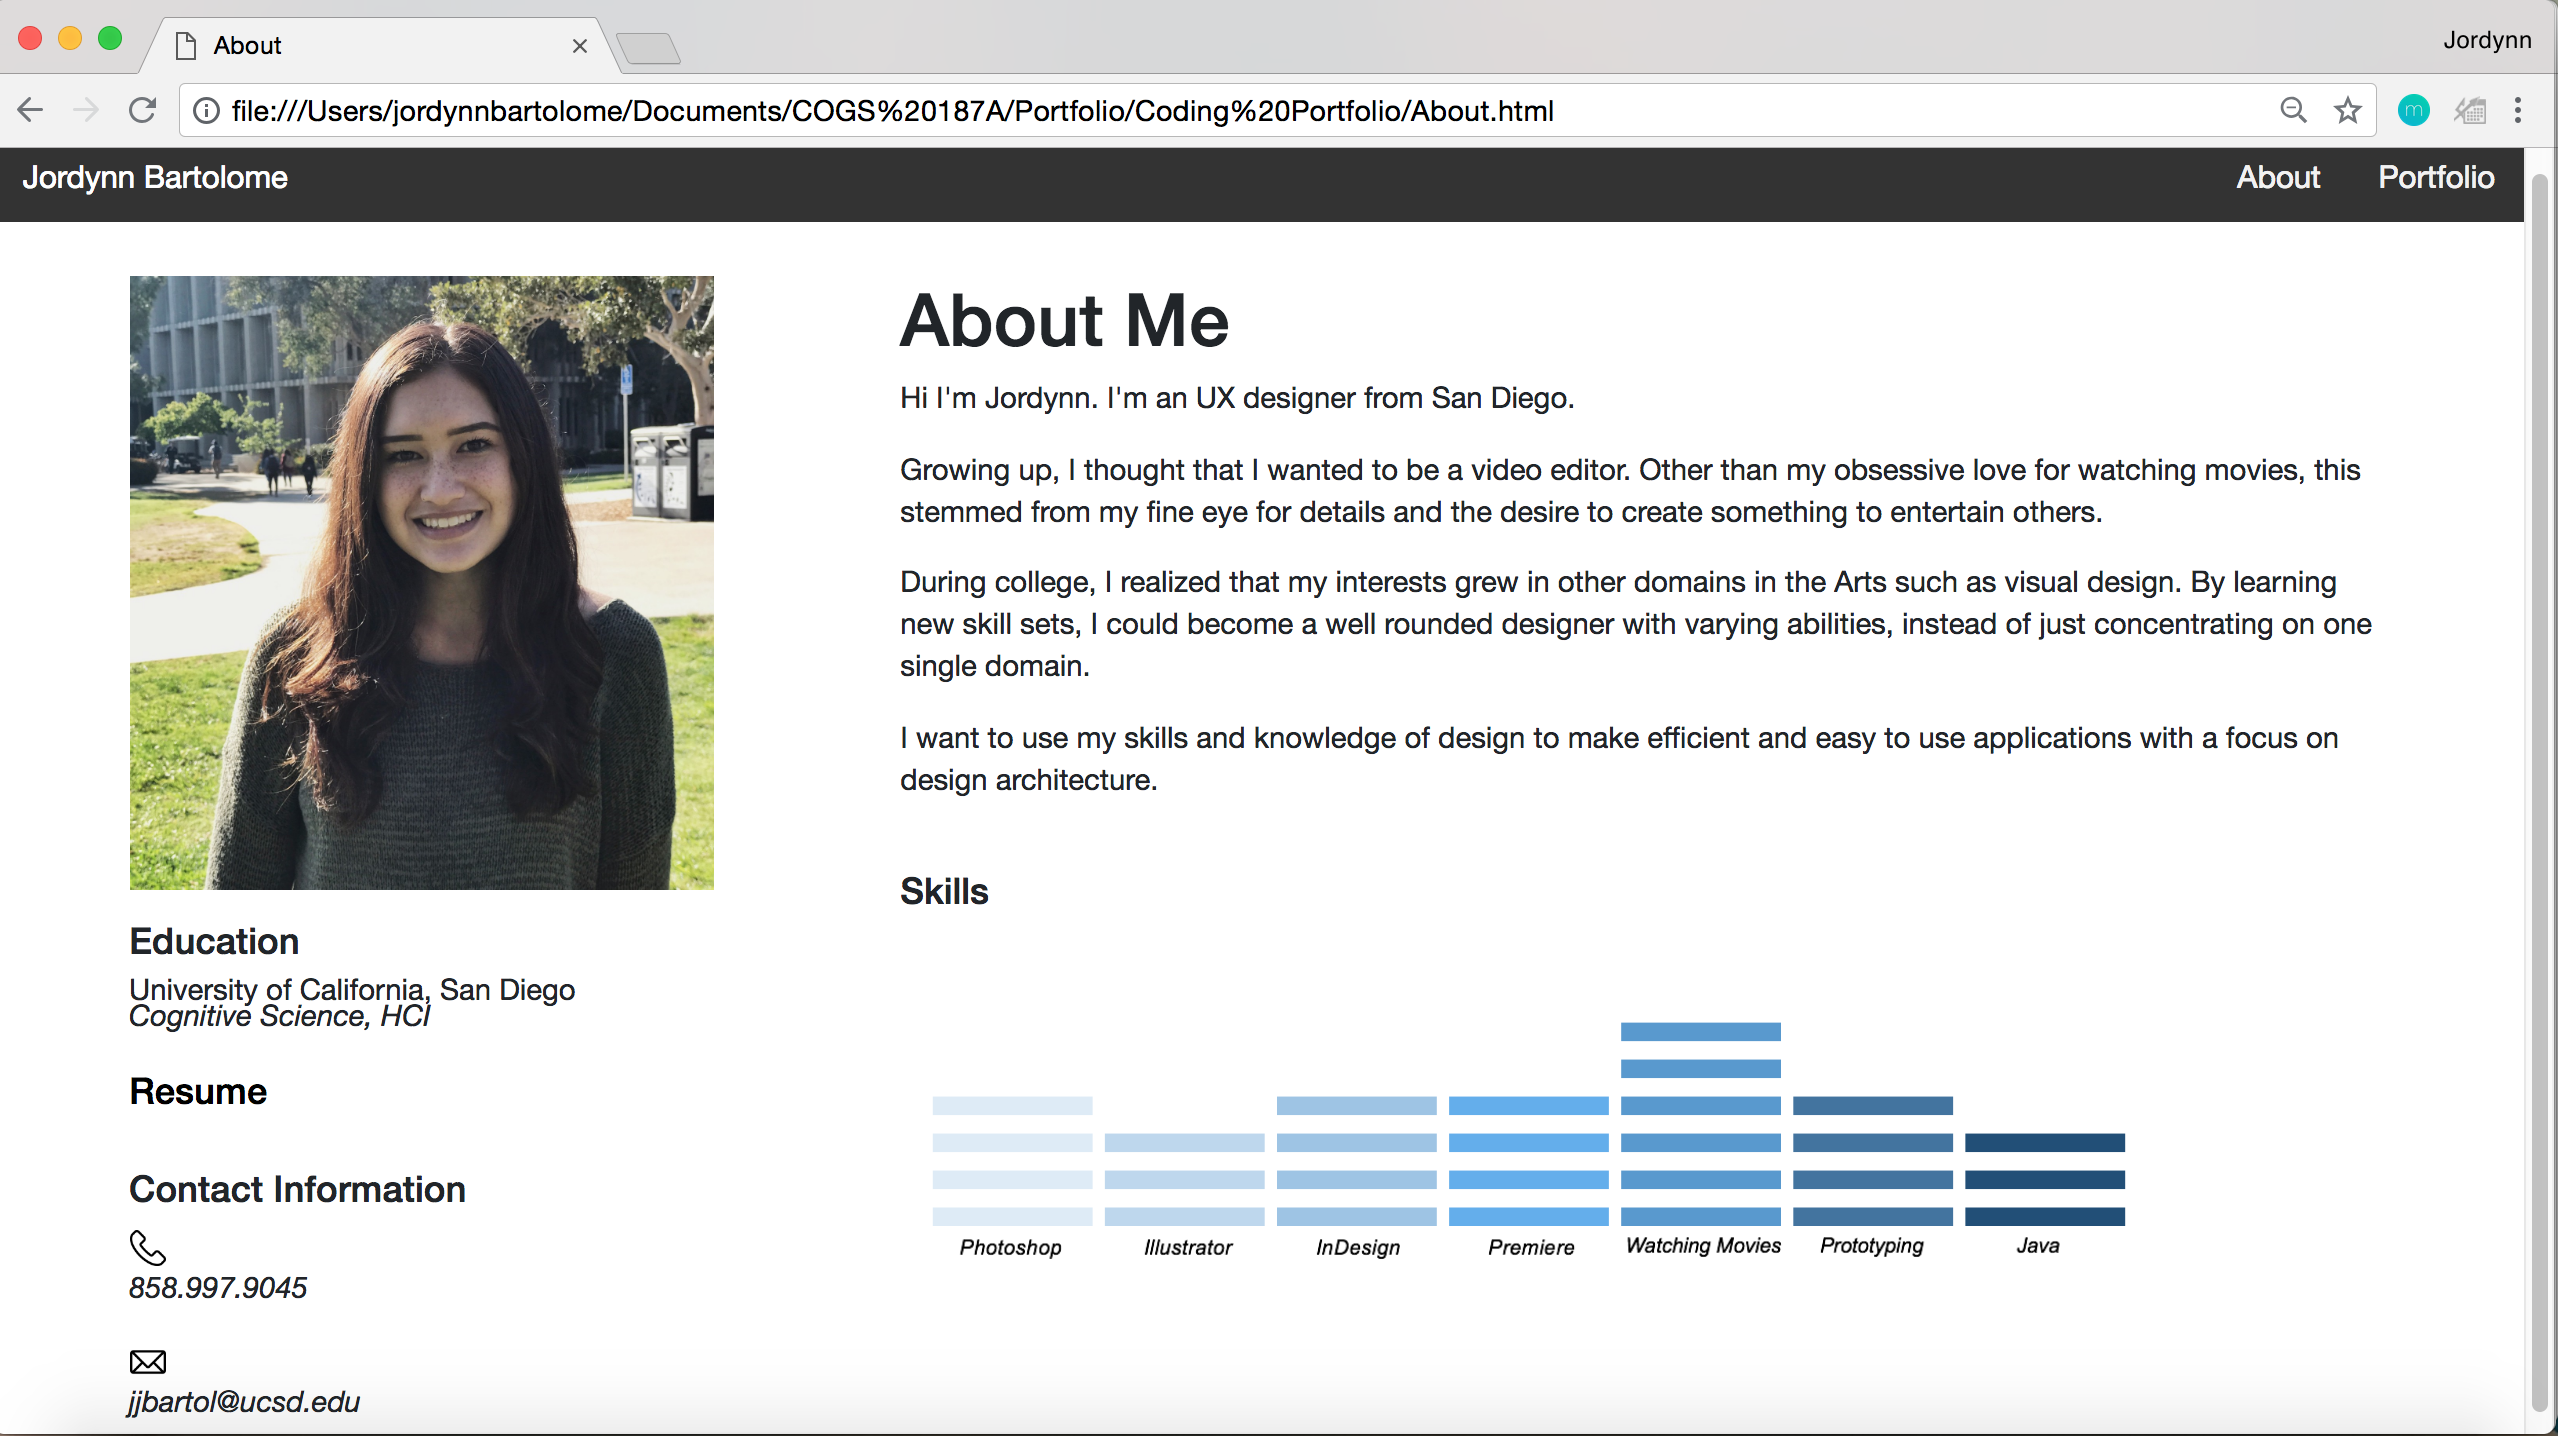 About
Jordynn
file:///Users/jordynnbartolome/Documents/COGS%20187A/Portfolio/Coding%20Portfolio/About.html
m
Jordynn Bartolome
About
Portfolio
Education
University of California, San Diego
Cognitive Science, HCI
Resume
Contact Information
858.997.9045
jjbartol@ucsd.edu
About Me
Hi I'm Jordynn. I'm an UX designer from San Diego.
Growing up, I thought that I wanted to be a video editor. Other than my obsessive love for watching movies, this
stemmed from my fine eye for details and the desire to create something to entertain others.
During college, I realized that my interests grew in other domains in the Arts such as visual design. By learning
new skill sets, I could become a well rounded designer with varying abilities, instead of just concentrating on one
single domain.
I want to use my skills and knowledge of design to make efficient and easy to use applications with a focus on
design architecture.
Skills
Photoshop
Illustrator
InDesign
Premiere
Watching Movies
Prototyping
Java